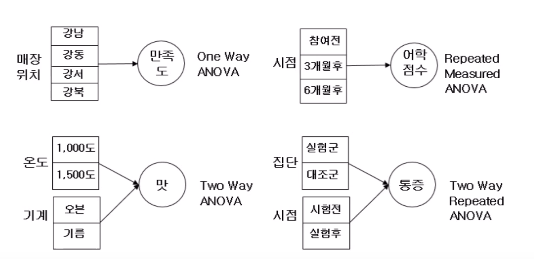 매장
위치
강남
강동
강서
강북
만족
도
One Way
ANOVA
시점
참여전
3개월후
6개월후
어학
점수
Repeated
Measured
ANOVA
온도
1,000도
1,500도
기계
오븐
기름
맛
Two Way
ANOVA
집단
실험군
대조군
시점
시험전
실험후
통증
Two Way
Repeated
ANOVA